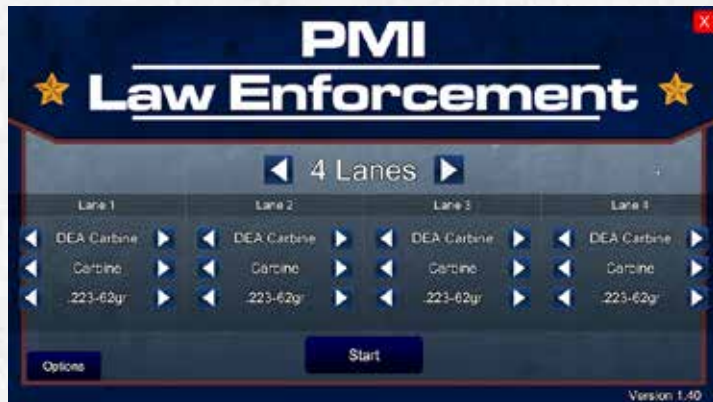 X
PMI
Law Enforcement
4 Lanes
Lane 1 Lane 2 Lane 3 Lane 4
DEA Carbine DEA Carbine DEA Carbine DEA Carbine
Carbine Carbine Carbine Carbine
.223-62gr .223-62gr .223-62gr .223-62gr
Start
Options
Version 1.40